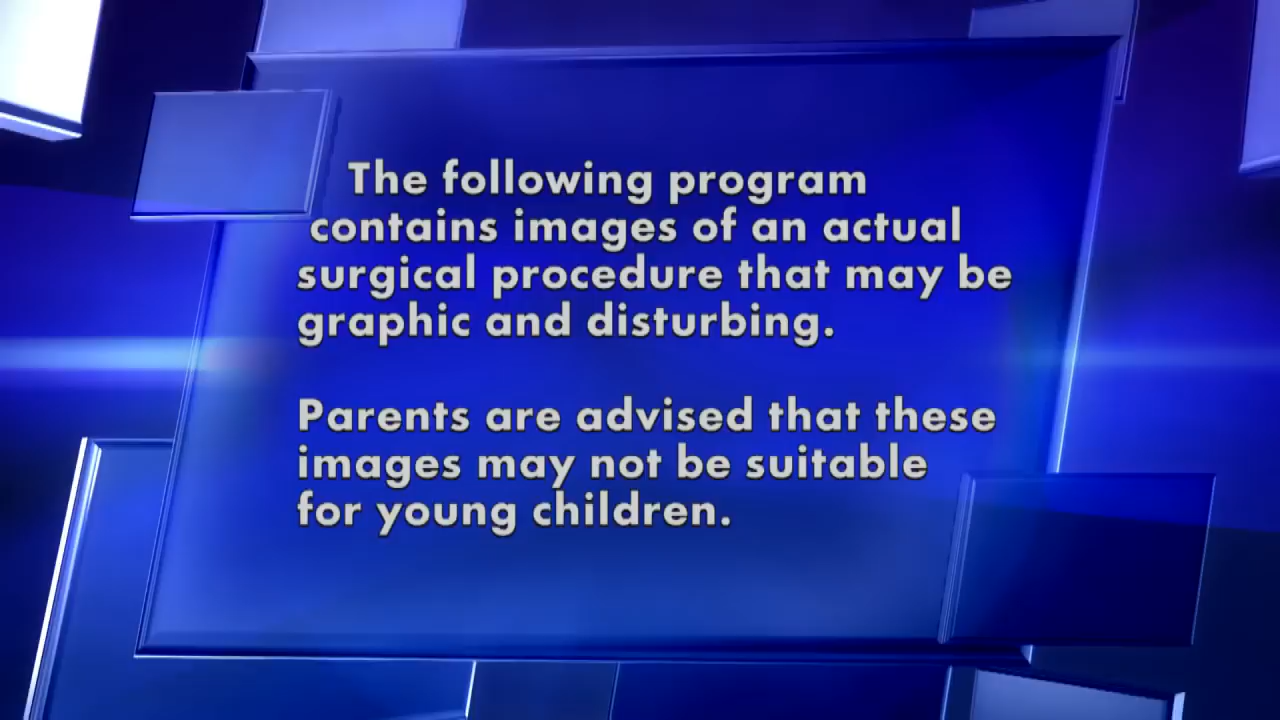 The following program
contains images of an actual
surgical procedure that may be
graphic and disturbing.
Parents are advised that these
images may not be suitable
for young children.